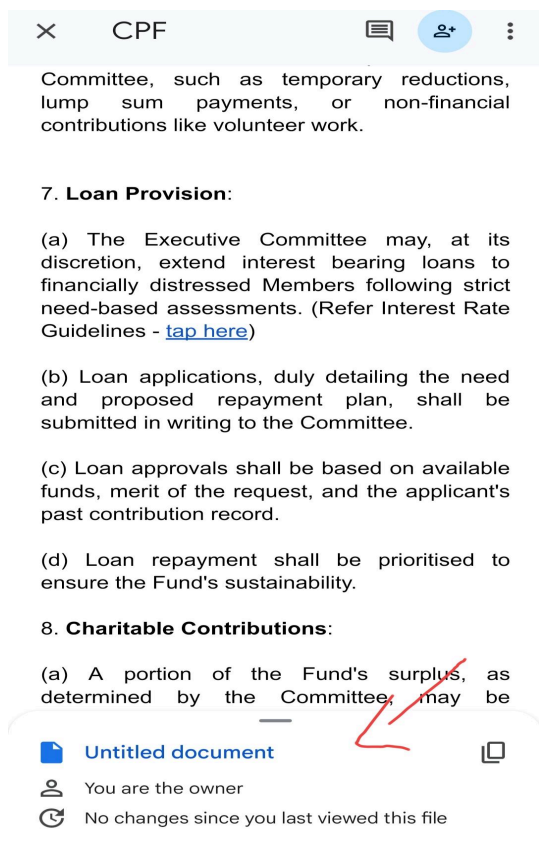 CPF
Committee, such as temporary reductions,
lump sum payments, or non-financial
contributions like volunteer work.
7. Loan Provision:
(a) The Executive Committee may, at its
discretion, extend interest bearing loans to
financially distressed Members following strict
need-based assessments. (Refer Interest Rate
Guidelines - tap here)
(b) Loan applications, duly detailing the need
and proposed repayment plan, shall be
submitted in writing to the Committee.
(c) Loan approvals shall be based on available
funds, merit of the request, and the applicant's
past contribution record.
(d) Loan repayment shall be prioritised to
ensure the Fund's sustainability.
8. Charitable Contributions:
(a) A portion of the Fund's surplus, as
determined by the Committee, may be
Untitled document
You are the owner
No changes since you last viewed this file